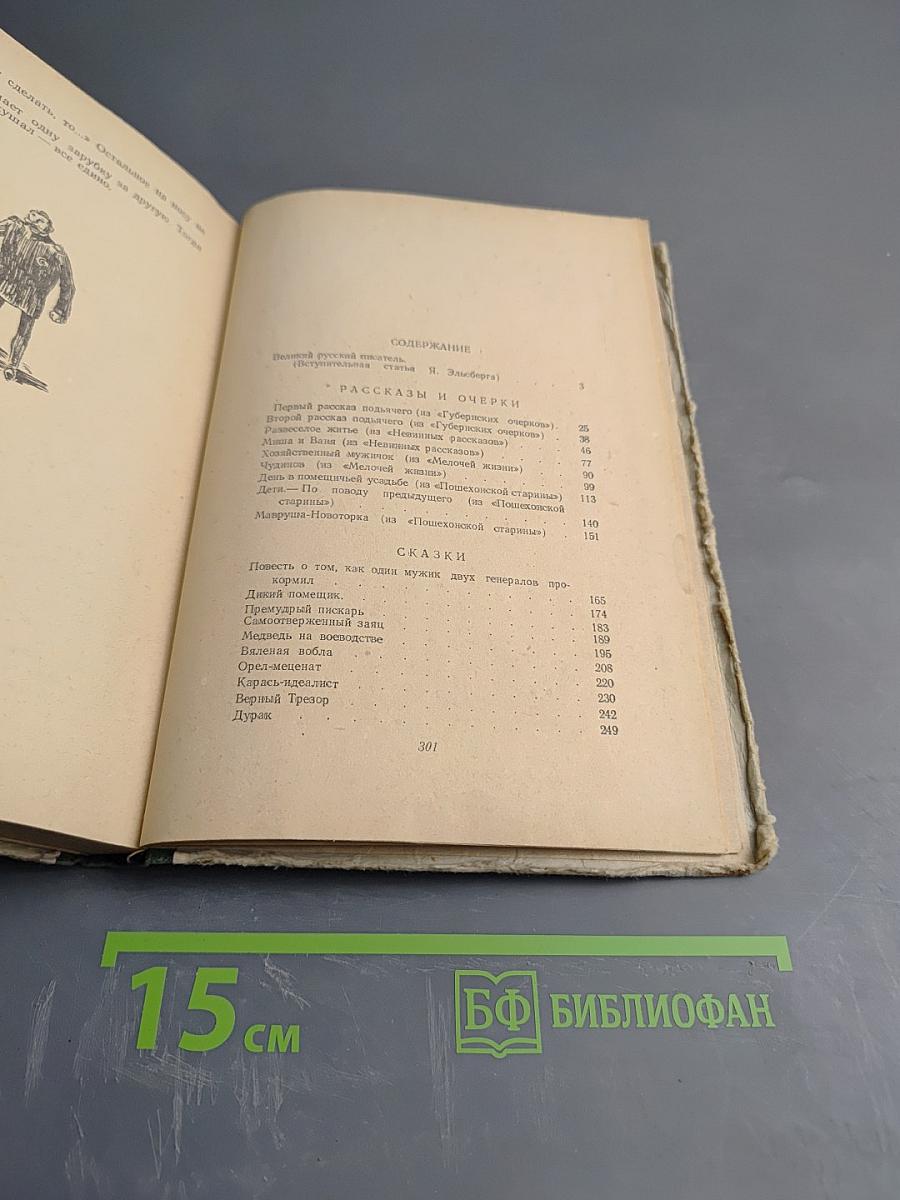 сделать, то...» Остальное на носу не
одну зарубку за другую. Тогда
кушал — все едино.
СОДЕРЖАНИЕ
Великий русский писатель.
(Вступительная статья Я. Эльсберга) . . 3
РАССКАЗЫ И ОЧЕРКИ
Первый рассказ подьячего (из «Губернских очерков») . 25
Второй рассказ подьячего (из «Губернских очерков») . 38
Развеселое житье (из «Невинных рассказов») . . 46
Миша и Ваня (из «Невинных рассказов») . . . 77
Хозяйственный мужичок (из «Мелочей жизни») . . 90
Чудинов (из «Мелочей жизни») . . . . 99
День в помещичьей усадьбе (из «Пошехонской старины») 113
Дети.— По поводу предыдущего (из «Пошехонской
старины») . . . . . . . 140
Мавруша-Новоторка (из «Пошехонской старины») . 151
СКАЗКИ
Повесть о том, как один мужик двух генералов про-
кормил . . . . . . . . 165
Дикий помещик. . . . . . . . 174
Премудрый пискарь . . . . . . . 183
Самоотверженный заяц . . . . . . 189
Медведь на воеводстве . . . . . . 195
Вяленая вобла . . . . . . . . 208
Орел-меценат . . . . . . . . 220
Карась-идеалист . . . . . . . . 230
Верный Трезор . . . . . . . . 242
Дурак . . . . . . . . . 249
301
15 см
БФ БИБЛИОФАН